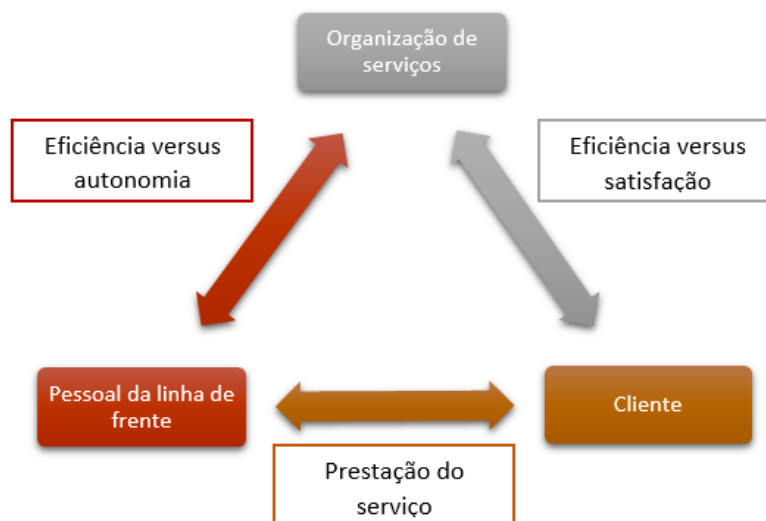 Organização de
serviços
Eficiência versus
autonomia
Eficiência versus
satisfação
Pessoal da linha de
frente
Cliente
Prestação do
serviço